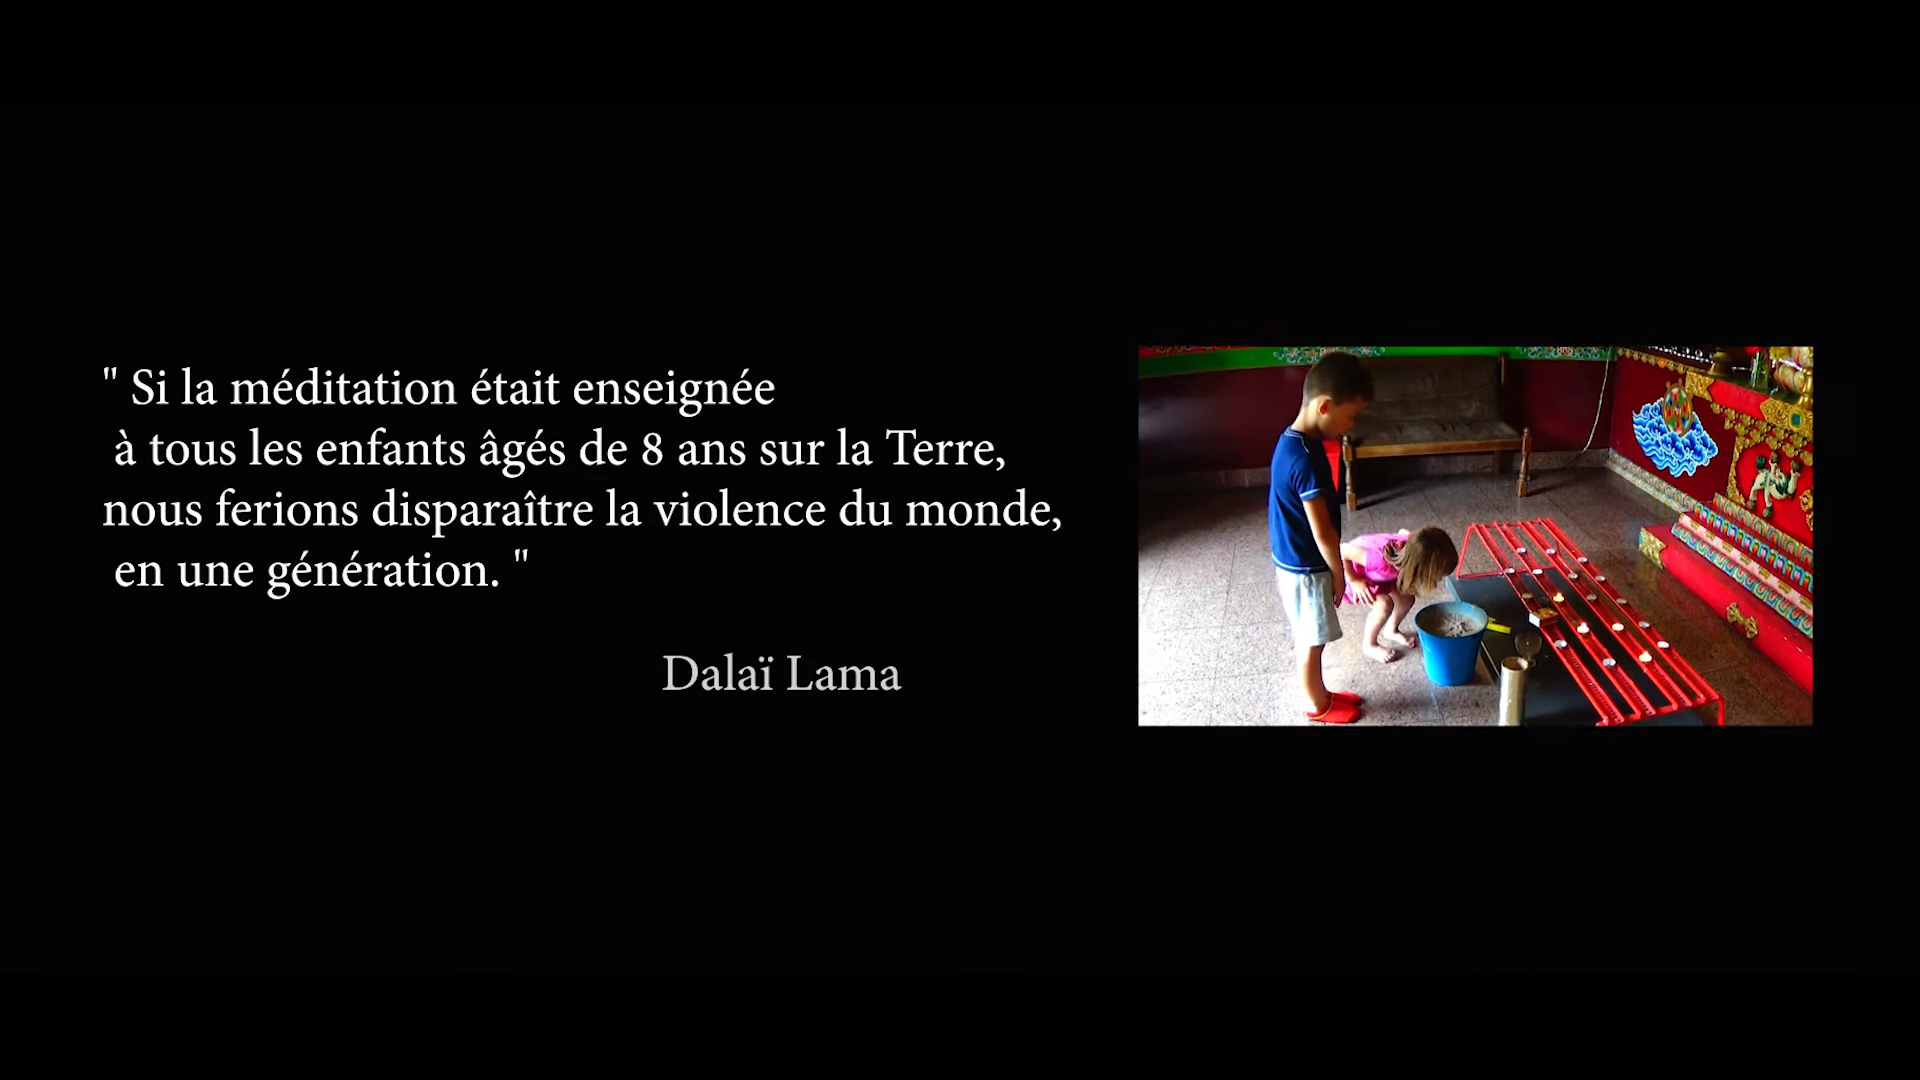 " Si la méditation était enseignée
à tous les enfants âgés de 8 ans sur la Terre,
nous ferions disparaître la violence du monde,
en une génération. "
Dalaï Lama